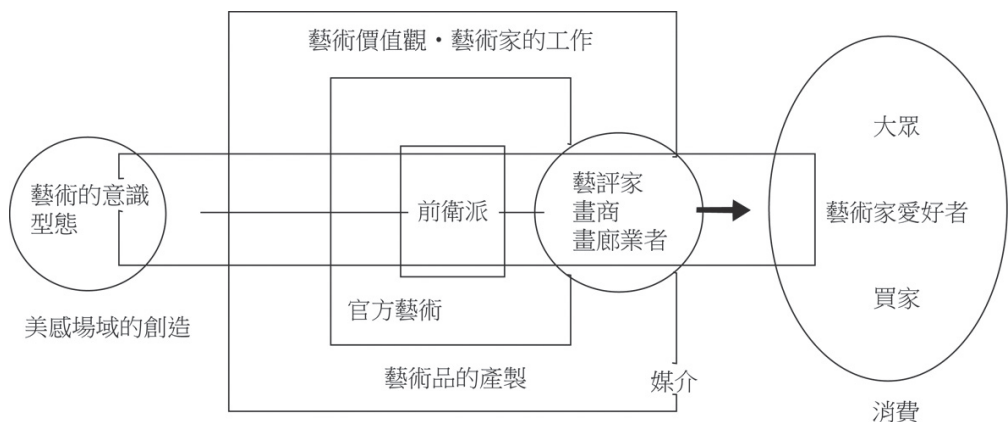 藝術價值觀・藝術家的工作
藝術的意識
型態
美感場域的創造
前衛派
官方藝術
藝術品的產製
藝評家
畫商
畫廊業者
媒介
大眾
藝術家愛好者
買家
消費